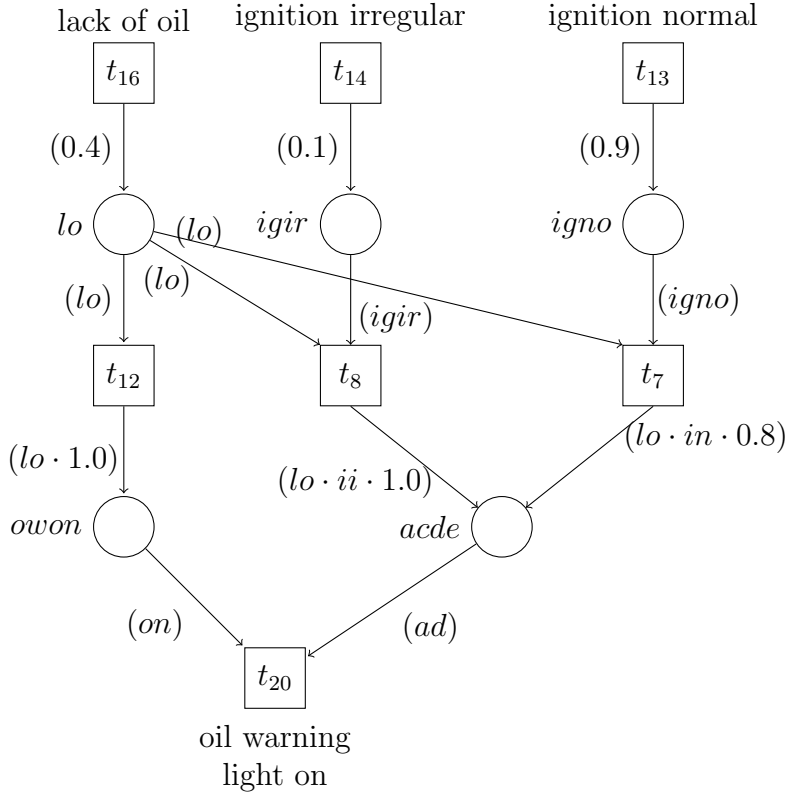 lack of oil
ignition irregular
ignition normal
t₁₆
t₁₄
t₁₃
(0.4)
(0.1)
(0.9)
lo
igir
igno
(lo)
(lo)
(lo)
(igir)
(igno)
t₁₂
t₈
t₇
(lo · 1.0)
(lo · ii · 1.0)
(lo · in · 0.8)
owon
acde
(on)
(ad)
t₂₀
oil warning
light on